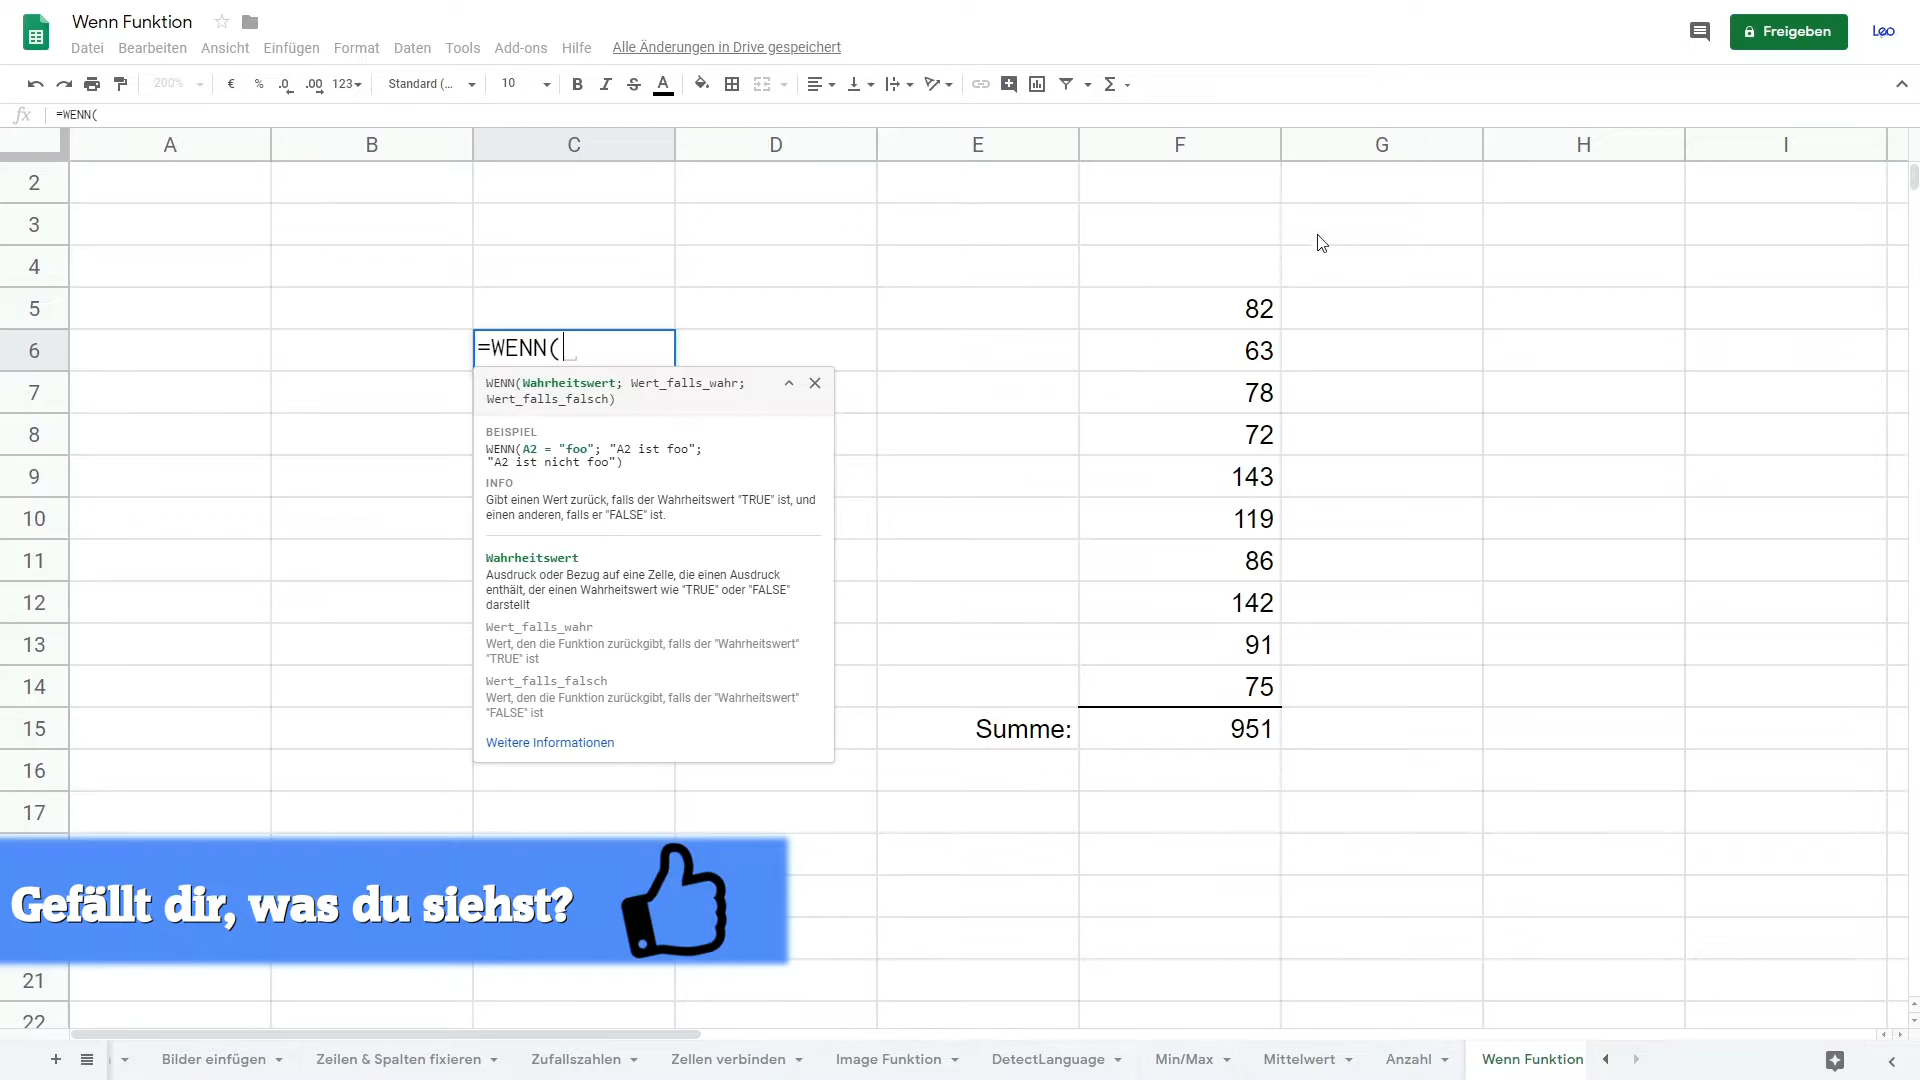 Wenn Funktion
Datei Bearbeiten Ansicht Einfügen Format Daten Tools Add-ons Hilfe Alle Änderungen in Drive gespeichert
Freigeben
Leo
200% € % .0 .00 123 Standard (... 10 B I S A Σ
fx =WENN(
A B C D E F G H I
2
3
4
5 82
6 =WENN( 63
7 78
8 72
9 143
10 119
11 86
12 142
13 91
14 75
15 Summe: 951
16
17
21
22
WENN(Wahrheitswert; Wert_falls_wahr;
Wert_falls_falsch)
BEISPIEL
WENN(A2 = "foo"; "A2 ist foo";
"A2 ist nicht foo")
INFO
Gibt einen Wert zurück, falls der Wahrheitswert "TRUE" ist, und
einen anderen, falls er "FALSE" ist.
Wahrheitswert
Ausdruck oder Bezug auf eine Zelle, die einen Ausdruck
enthält, der einen Wahrheitswert wie "TRUE" oder "FALSE"
darstellt
Wert_falls_wahr
Wert, den die Funktion zurückgibt, falls der "Wahrheitswert"
"TRUE" ist
Wert_falls_falsch
Wert, den die Funktion zurückgibt, falls der "Wahrheitswert"
"FALSE" ist
Weitere Informationen
Gefällt dir, was du siehst?
Bilder einfügen Zeilen & Spalten fixieren Zufallszahlen Zellen verbinden Image Funktion DetectLanguage Min/Max Mittelwert Anzahl Wenn Funktion